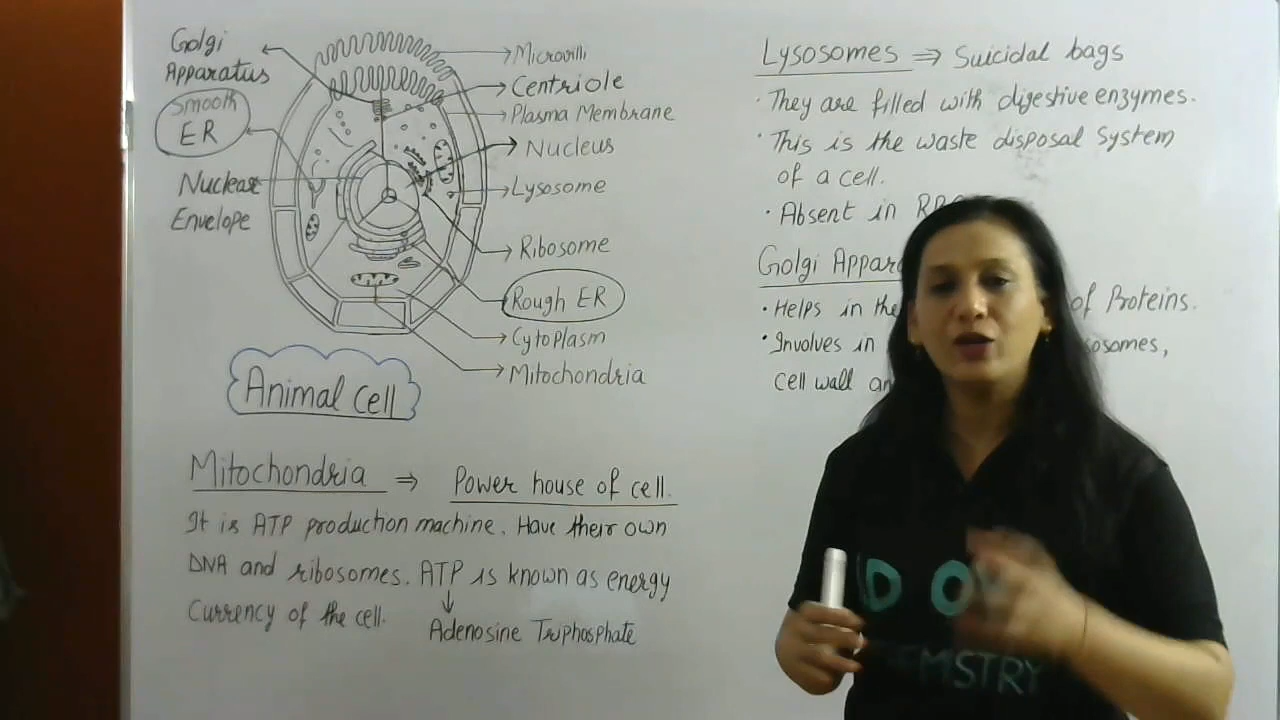 Golgi
Apparatus
Smooth
ER
Nuclear
Envelope
Microvilli
Centriole
Plasma Membrane
Nucleus
Lysosome
Ribosome
Rough ER
Cytoplasm
Mitochondria
Animal cell
Mitochondria ⇒ Power house of cell.
It is ATP production machine. Have their own
DNA and ribosomes. ATP is known as energy
Currency of the cell.
Adenosine Triphosphate
Lysosomes ⇒ Suicidal bags
· They are filled with digestive enzymes.
· This is the waste disposal system
of a cell.
· Absent in
Golgi
· Helps in the of Proteins.
· Involves in
cell wall